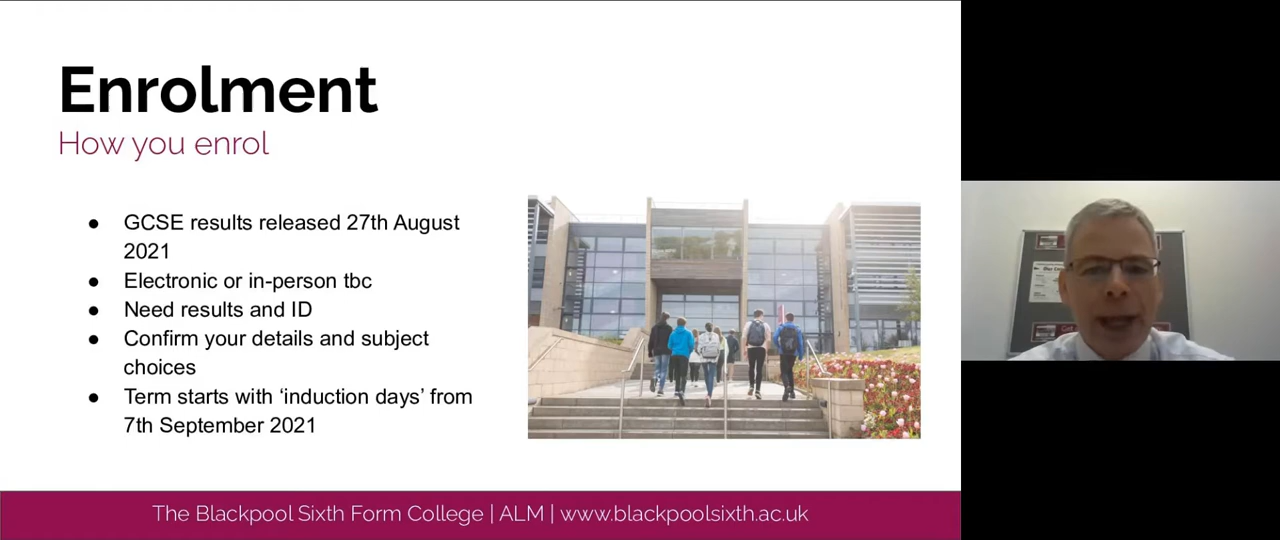 Enrolment
How you enrol
● GCSE results released 27th August
2021
● Electronic or in-person tbc
● Need results and ID
● Confirm your details and subject
choices
● Term starts with ‘induction days’ from
7th September 2021
The Blackpool Sixth Form College | ALM | www.blackpoolsixth.ac.uk